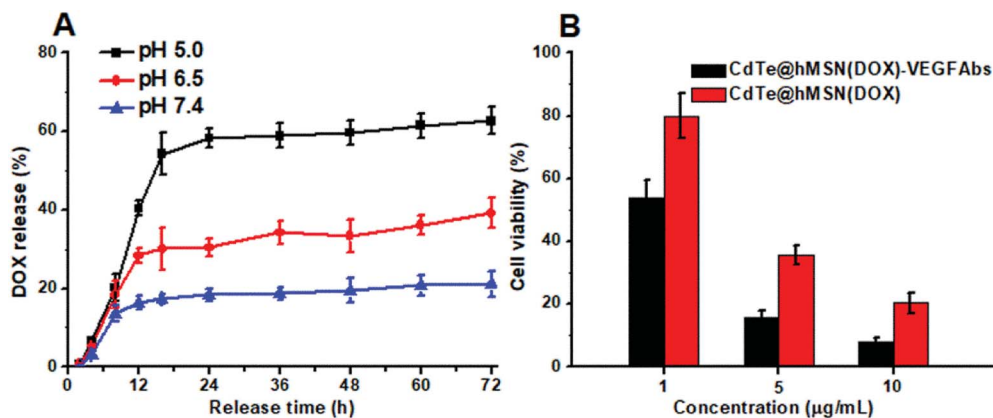 A
pH 5.0
pH 6.5
pH 7.4
80
60
40
20
0
0 12 24 36 48 60 72
DOX release (%)
Release time (h)
B
CdTe@hMSN(DOX)-VEGFAbs
CdTe@hMSN(DOX)
100
80
60
40
20
0
1 5 10
Cell viability (%)
Concentration (µg/mL)